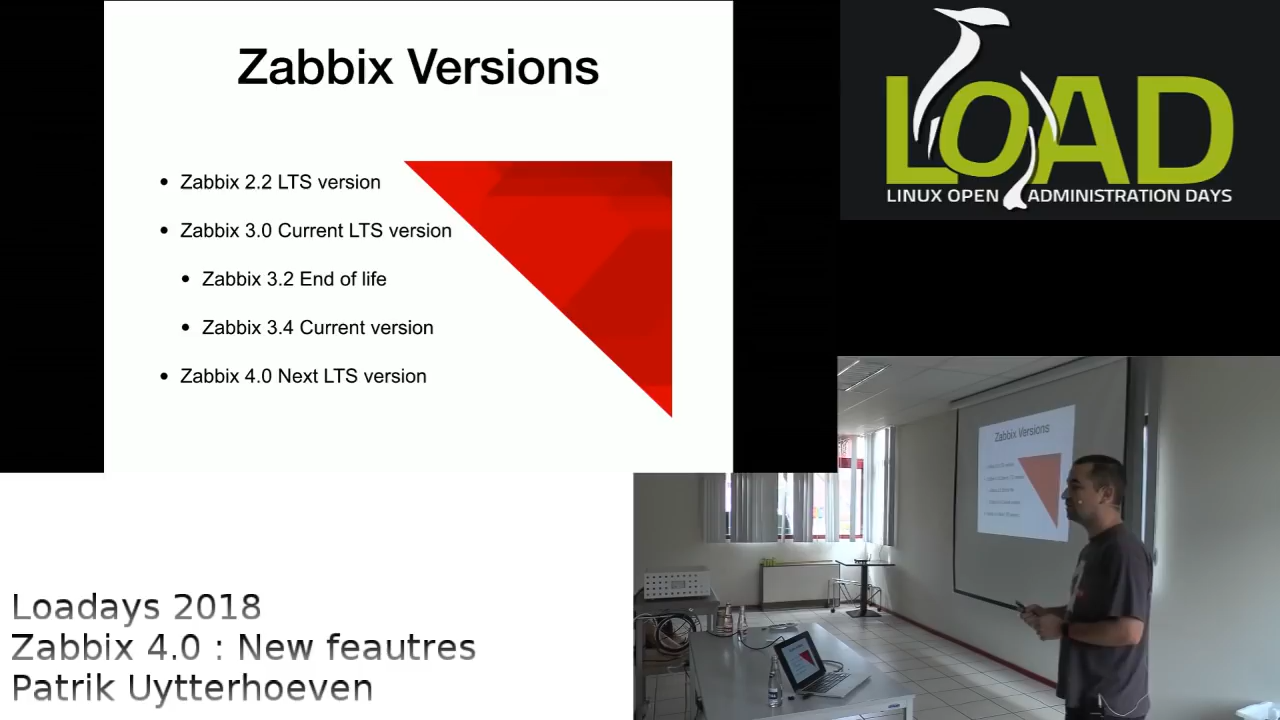 Zabbix Versions
• Zabbix 2.2 LTS version
• Zabbix 3.0 Current LTS version
• Zabbix 3.2 End of life
• Zabbix 3.4 Current version
• Zabbix 4.0 Next LTS version
LOAD
LINUX OPEN ADMINISTRATION DAYS
Zabbix Versions
Loadays 2018
Zabbix 4.0 : New feautres
Patrik Uytterhoeven